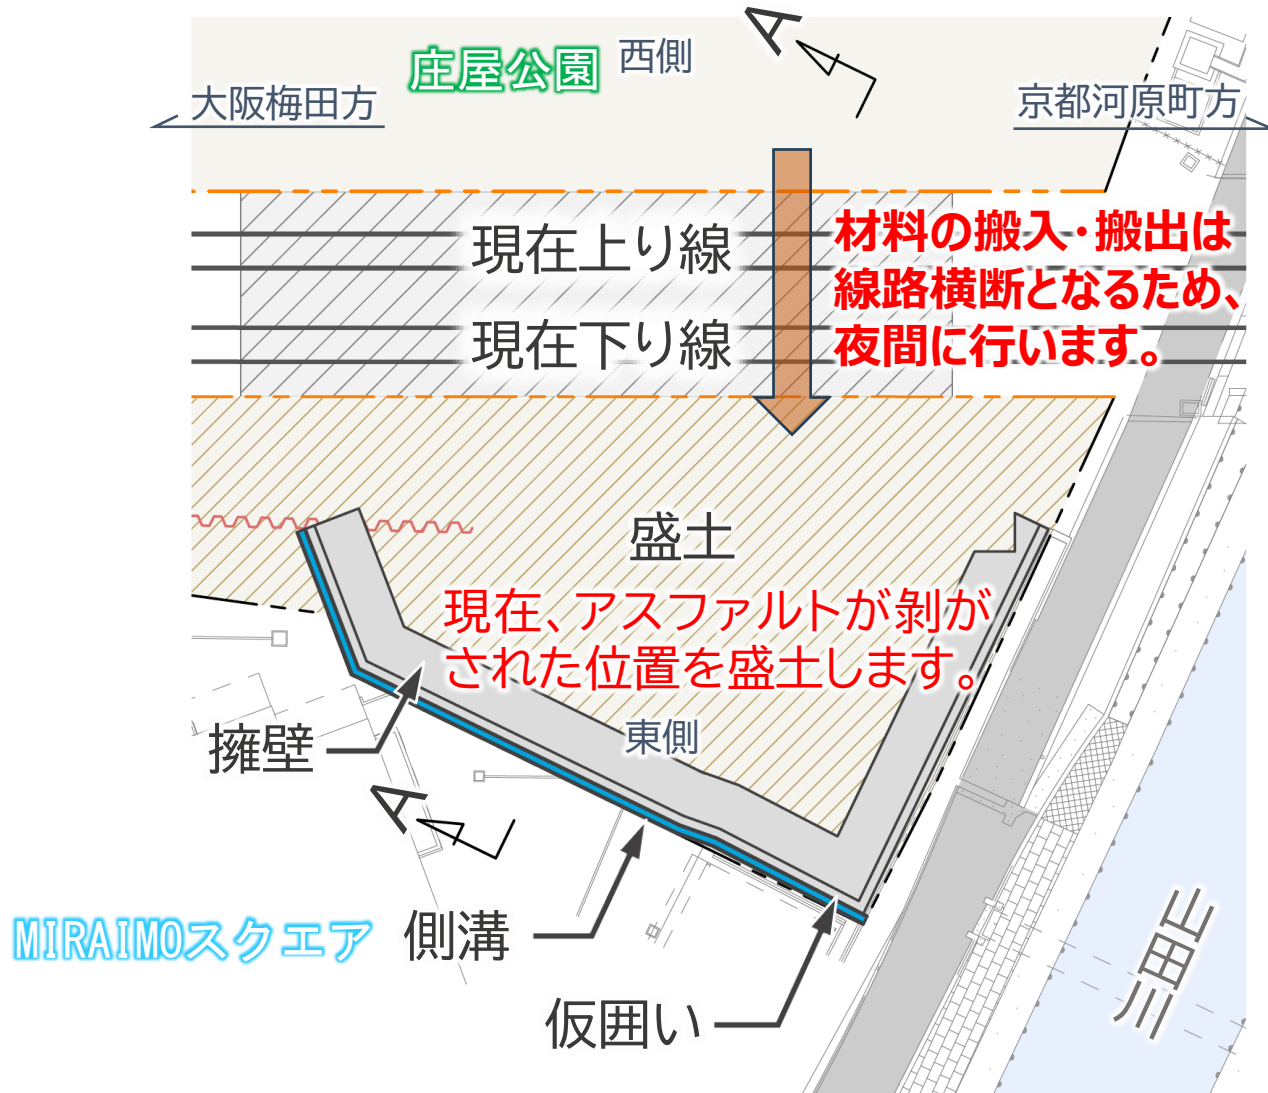 A
庄屋公園
西側
大阪梅田方
京都河原町方
現在上り線
現在下り線
材料の搬入・搬出は
線路横断となるため、
夜間に行います。
盛土
現在、アスファルトが剝が
された位置を盛土します。
東側
擁壁
A
MIRAIMOスクエア
側溝
仮囲い
山田川